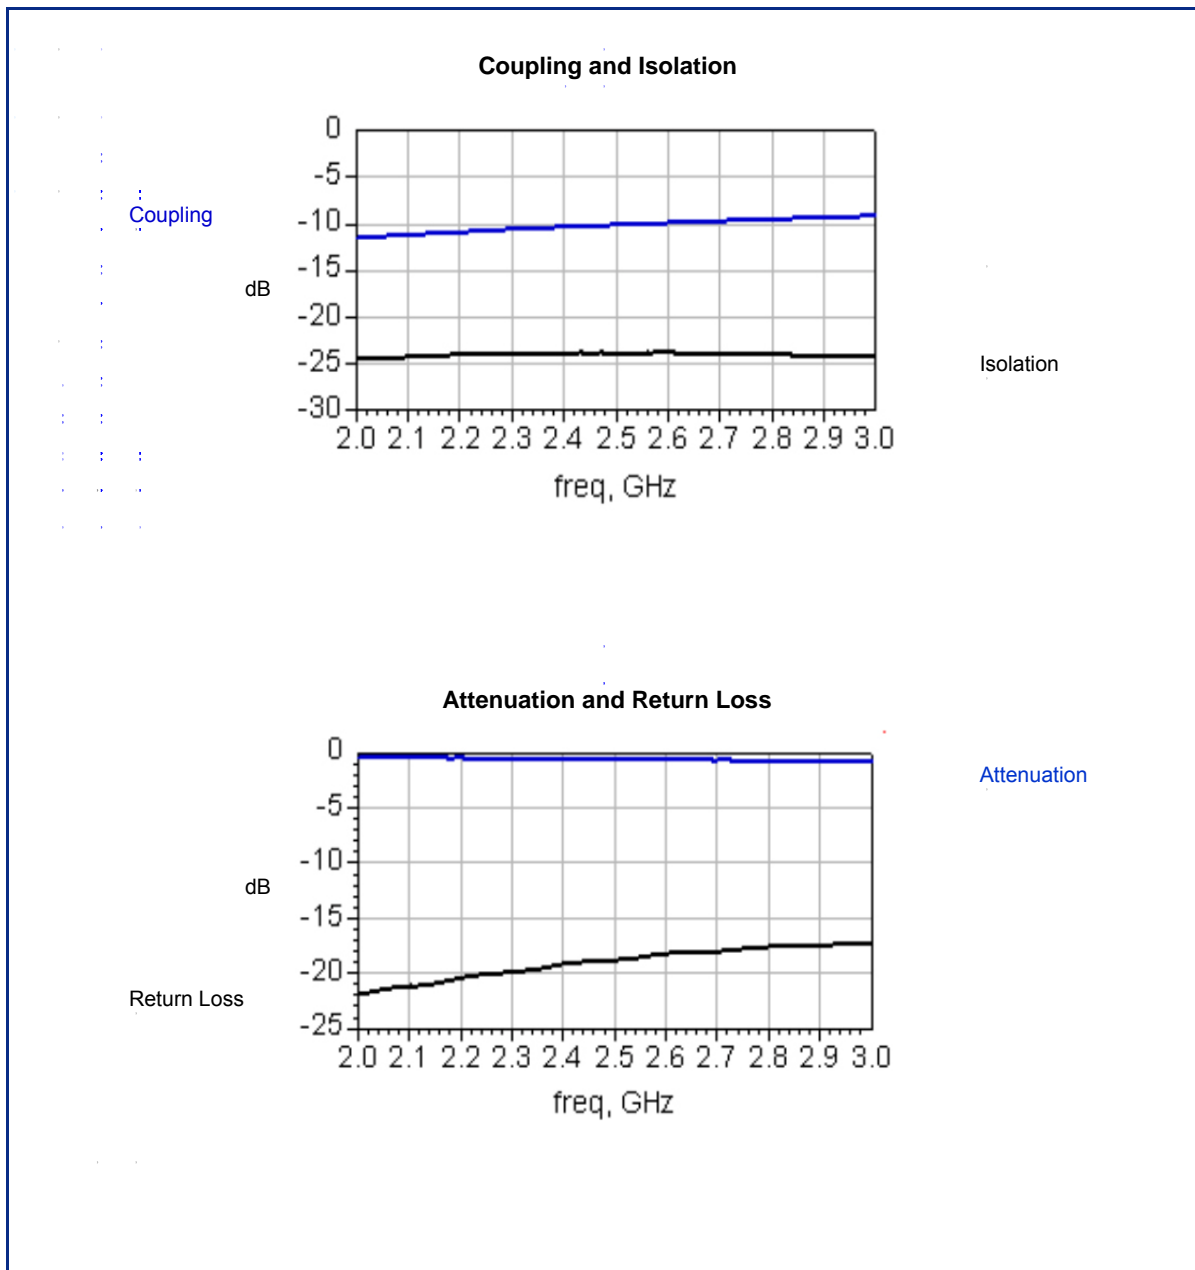 Coupling and Isolation
0
-5
-10
-15
-20
-25
-30
Coupling
dB
Isolation
2.0 2.1 2.2 2.3 2.4 2.5 2.6 2.7 2.8 2.9 3.0
freq, GHz
Attenuation and Return Loss
0
-5
-10
-15
-20
-25
Attenuation
dB
Return Loss
2.0 2.1 2.2 2.3 2.4 2.5 2.6 2.7 2.8 2.9 3.0
freq, GHz